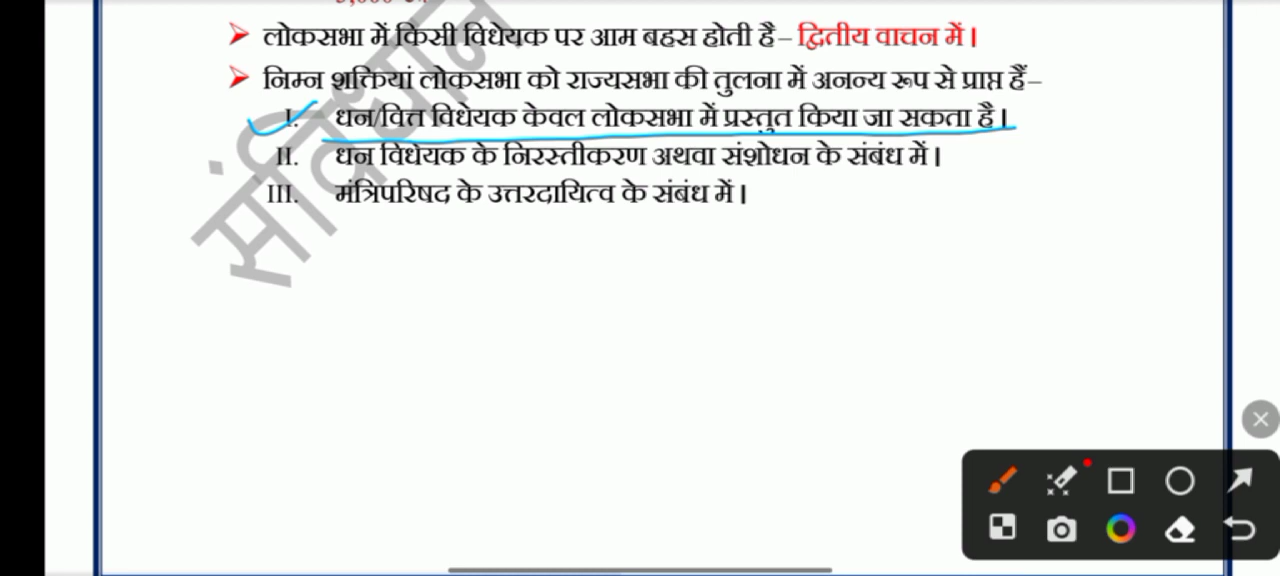 लोकसभा में किसी विधेयक पर आम बहस होती है– द्वितीय वाचन में।
निम्न शक्तियां लोकसभा को राज्यसभा की तुलना में अनन्य रूप से प्राप्त हैं–
I. धन/वित्त विधेयक केवल लोकसभा में प्रस्तुत किया जा सकता है।
II. धन विधेयक के निरस्तीकरण अथवा संशोधन के संबंध में।
III. मंत्रिपरिषद के उत्तरदायित्व के संबंध में।
संविधान